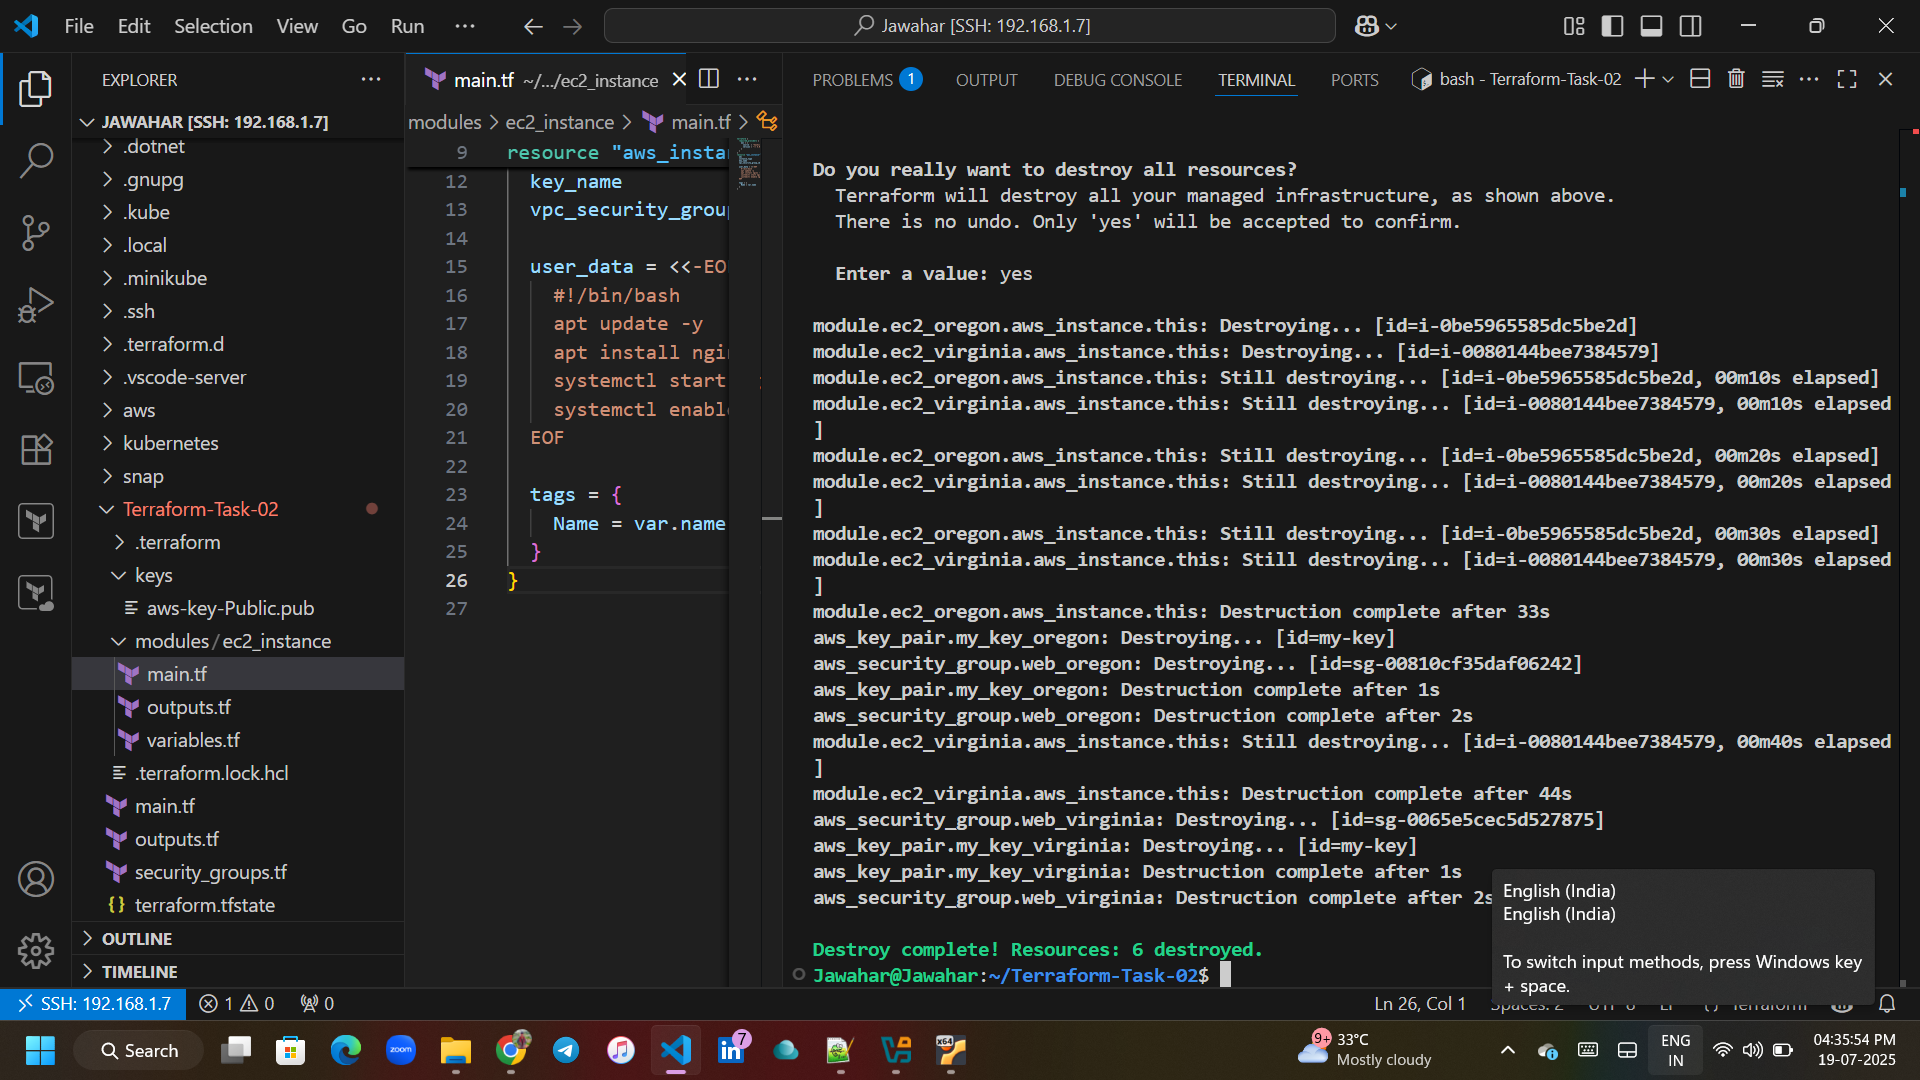 File Edit Selection View Go Run ···
Jawahar [SSH: 192.168.1.7]
EXPLORER
JAWAHAR [SSH: 192.168.1.7]
.dotnet
.gnupg
.kube
.local
.minikube
.ssh
.terraform.d
.vscode-server
aws
kubernetes
snap
Terraform-Task-02
.terraform
keys
aws-key-Public.pub
modules/ec2_instance
main.tf
outputs.tf
variables.tf
.terraform.lock.hcl
main.tf
outputs.tf
security_groups.tf
{} terraform.tfstate
OUTLINE
TIMELINE
main.tf ~/.../ec2_instance
modules > ec2_instance > main.tf >
9 resource "aws_insta
12 key_name
13 vpc_security_grou
14
15 user_data = <<-EO
16 #!/bin/bash
17 apt update -y
18 apt install ngi
19 systemctl start
20 systemctl enabl
21 EOF
22
23 tags = {
24 Name = var.name
25 }
26 }
27
PROBLEMS 1 OUTPUT DEBUG CONSOLE TERMINAL PORTS bash - Terraform-Task-02
Do you really want to destroy all resources?
Terraform will destroy all your managed infrastructure, as shown above.
There is no undo. Only 'yes' will be accepted to confirm.
Enter a value: yes
module.ec2_oregon.aws_instance.this: Destroying... [id=i-0be5965585dc5be2d]
module.ec2_virginia.aws_instance.this: Destroying... [id=i-0080144bee7384579]
module.ec2_oregon.aws_instance.this: Still destroying... [id=i-0be5965585dc5be2d, 00m10s elapsed]
module.ec2_virginia.aws_instance.this: Still destroying... [id=i-0080144bee7384579, 00m10s elapsed
]
module.ec2_oregon.aws_instance.this: Still destroying... [id=i-0be5965585dc5be2d, 00m20s elapsed]
module.ec2_virginia.aws_instance.this: Still destroying... [id=i-0080144bee7384579, 00m20s elapsed
]
module.ec2_oregon.aws_instance.this: Still destroying... [id=i-0be5965585dc5be2d, 00m30s elapsed]
module.ec2_virginia.aws_instance.this: Still destroying... [id=i-0080144bee7384579, 00m30s elapsed
]
module.ec2_oregon.aws_instance.this: Destruction complete after 33s
aws_key_pair.my_key_oregon: Destroying... [id=my-key]
aws_security_group.web_oregon: Destroying... [id=sg-00810cf35daf06242]
aws_key_pair.my_key_oregon: Destruction complete after 1s
aws_security_group.web_oregon: Destruction complete after 2s
module.ec2_virginia.aws_instance.this: Still destroying... [id=i-0080144bee7384579, 00m40s elapsed
]
module.ec2_virginia.aws_instance.this: Destruction complete after 44s
aws_security_group.web_virginia: Destroying... [id=sg-0065e5cec5d527875]
aws_key_pair.my_key_virginia: Destroying... [id=my-key]
aws_key_pair.my_key_virginia: Destruction complete after 1s
aws_security_group.web_virginia: Destruction complete after 2s
Destroy complete! Resources: 6 destroyed.
Jawahar@Jawahar:~/Terraform-Task-02$
English (India)
English (India)
To switch input methods, press Windows key
+ space.
SSH: 192.168.1.7 1 0 0 Ln 26, Col 1
Search
zoom
7
x64
9+
33°C
Mostly cloudy
ENG
IN
04:35:54 PM
19-07-2025